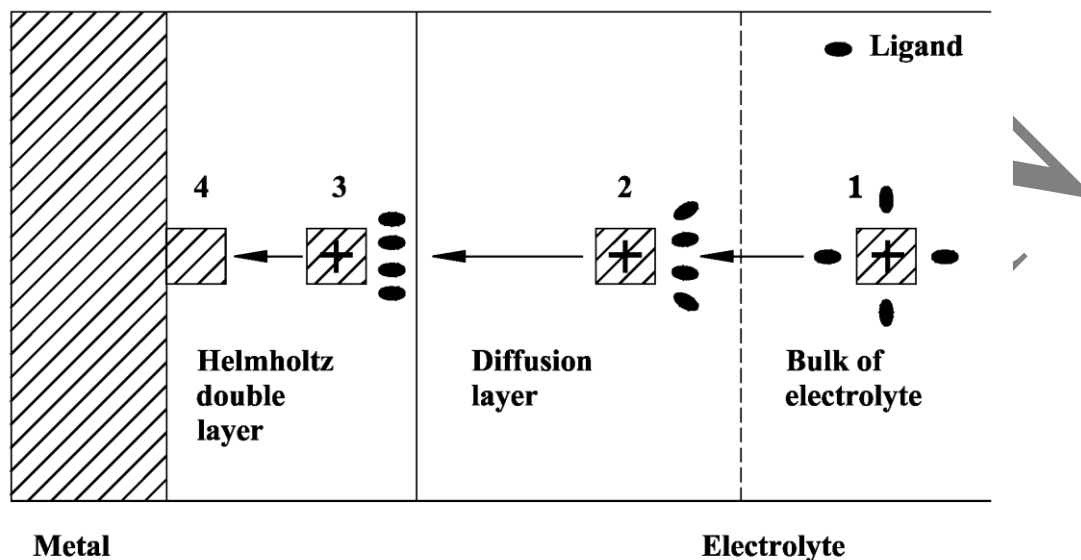 Ligand
4
3
2
1
Helmholtz
double
layer
Diffusion
layer
Bulk of
electrolyte
Metal
Electrolyte